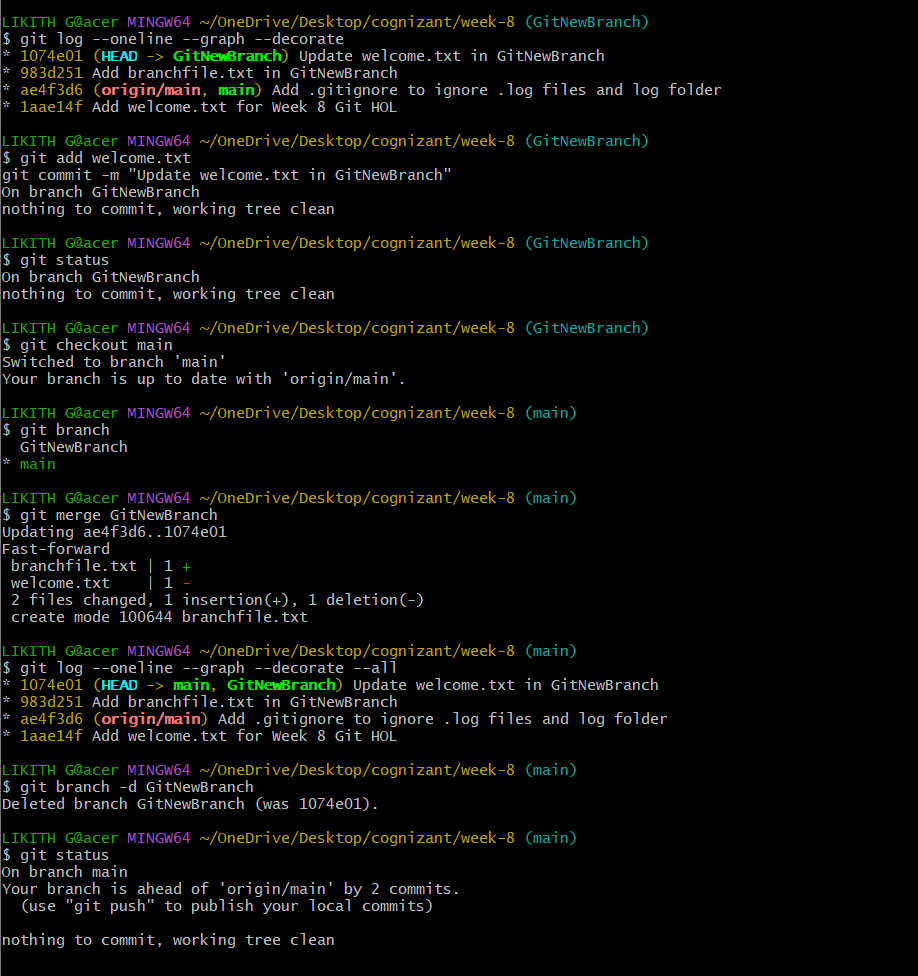 LIKITH G@acer MINGW64 ~/OneDrive/Desktop/cognizant/week-8 (GitNewBranch)
$ git log --oneline --graph --decorate
* 1074e01 (HEAD -> GitNewBranch) Update welcome.txt in GitNewBranch
* 983d251 Add branchfile.txt in GitNewBranch
* ae4f3d6 (origin/main, main) Add .gitignore to ignore .log files and log folder
* 1aae14f Add welcome.txt for Week 8 Git HOL

LIKITH G@acer MINGW64 ~/OneDrive/Desktop/cognizant/week-8 (GitNewBranch)
$ git add welcome.txt
git commit -m "Update welcome.txt in GitNewBranch"
On branch GitNewBranch
nothing to commit, working tree clean

LIKITH G@acer MINGW64 ~/OneDrive/Desktop/cognizant/week-8 (GitNewBranch)
$ git status
On branch GitNewBranch
nothing to commit, working tree clean

LIKITH G@acer MINGW64 ~/OneDrive/Desktop/cognizant/week-8 (GitNewBranch)
$ git checkout main
Switched to branch 'main'
Your branch is up to date with 'origin/main'.

LIKITH G@acer MINGW64 ~/OneDrive/Desktop/cognizant/week-8 (main)
$ git branch
  GitNewBranch
* main

LIKITH G@acer MINGW64 ~/OneDrive/Desktop/cognizant/week-8 (main)
$ git merge GitNewBranch
Updating ae4f3d6..1074e01
Fast-forward
 branchfile.txt | 1 +
 welcome.txt    | 1 -
 2 files changed, 1 insertion(+), 1 deletion(-)
 create mode 100644 branchfile.txt

LIKITH G@acer MINGW64 ~/OneDrive/Desktop/cognizant/week-8 (main)
$ git log --oneline --graph --decorate --all
* 1074e01 (HEAD -> main, GitNewBranch) Update welcome.txt in GitNewBranch
* 983d251 Add branchfile.txt in GitNewBranch
* ae4f3d6 (origin/main) Add .gitignore to ignore .log files and log folder
* 1aae14f Add welcome.txt for Week 8 Git HOL

LIKITH G@acer MINGW64 ~/OneDrive/Desktop/cognizant/week-8 (main)
$ git branch -d GitNewBranch
Deleted branch GitNewBranch (was 1074e01).

LIKITH G@acer MINGW64 ~/OneDrive/Desktop/cognizant/week-8 (main)
$ git status
On branch main
Your branch is ahead of 'origin/main' by 2 commits.
  (use "git push" to publish your local commits)

nothing to commit, working tree clean